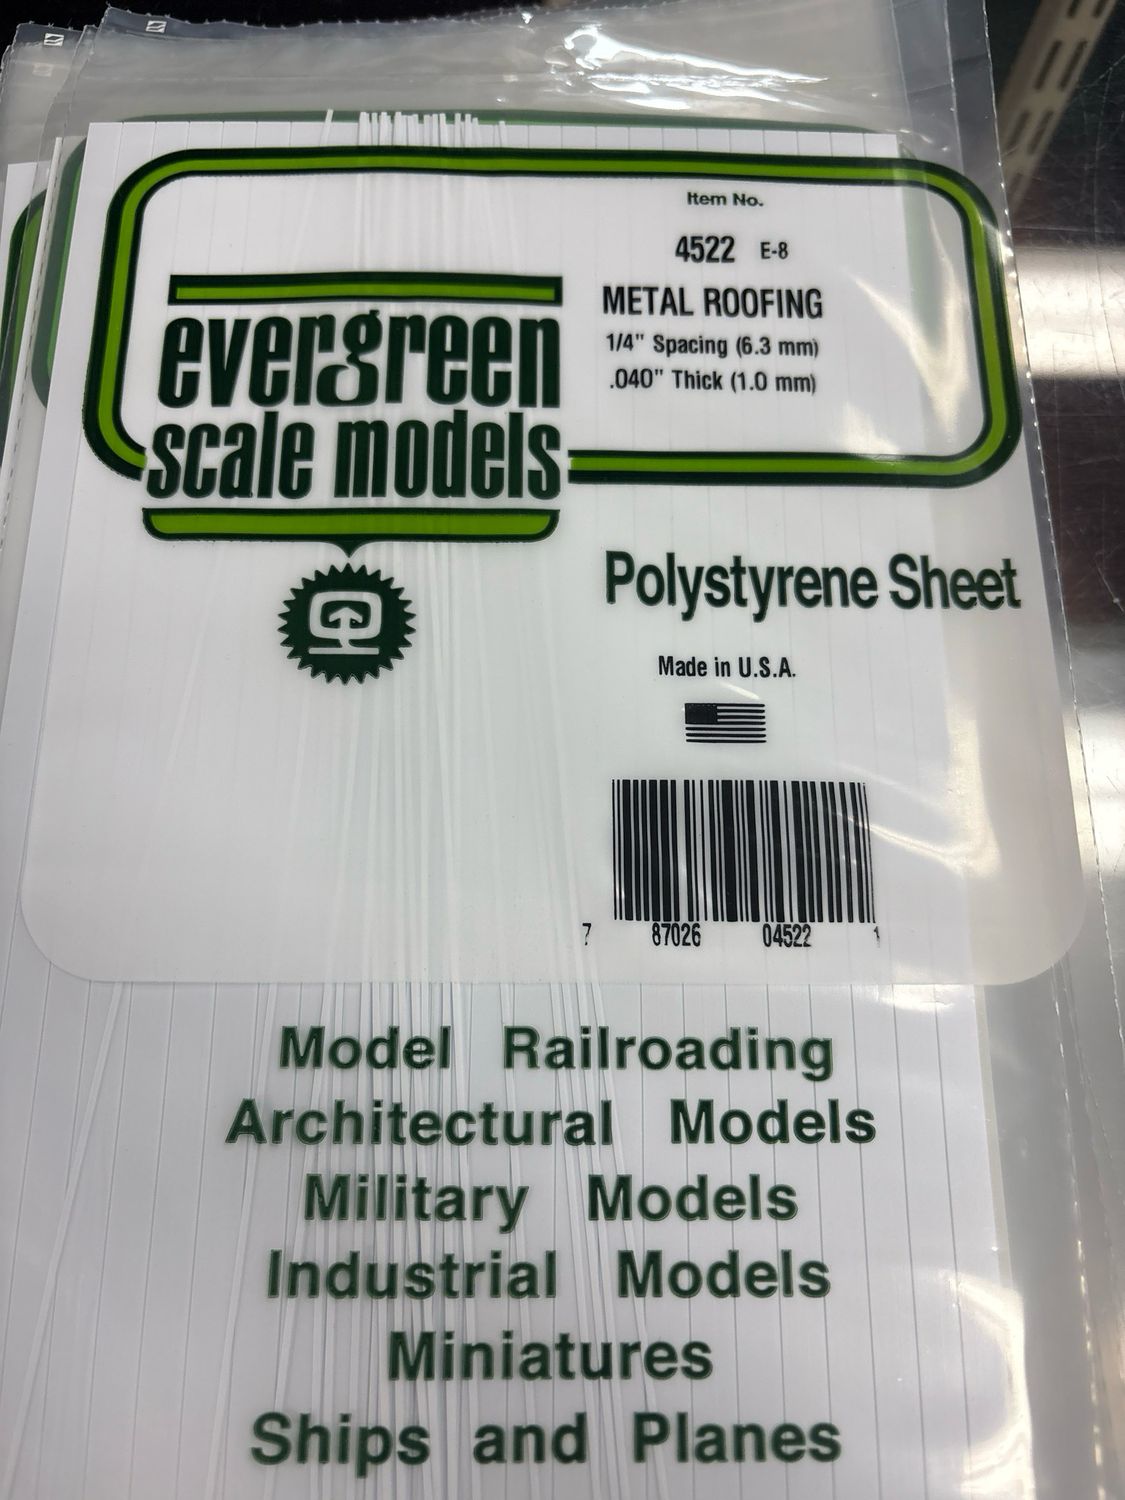 Item No.
4522 E-8
METAL ROOFING
1/4" Spacing (6.3 mm)
.040" Thick (1.0 mm)
evergreen
scale models
Polystyrene Sheet
Made in U.S.A.
7 87026 04522 1
Model Railroading
Architectural Models
Military Models
Industrial Models
Miniatures
Ships and Planes